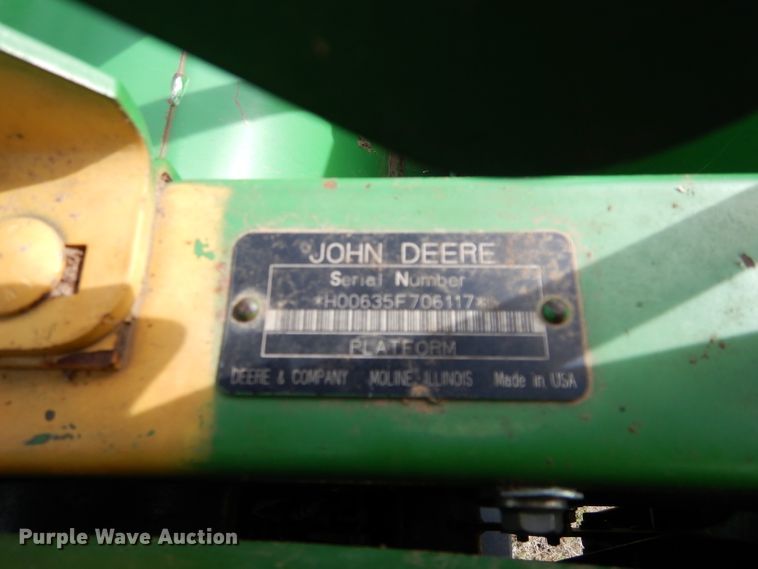 JOHN DEERE
Serial Number
*H00635F706117*
PLATFORM
DEERE & COMPANY MOLINE, ILLINOIS Made in USA
Purple Wave Auction